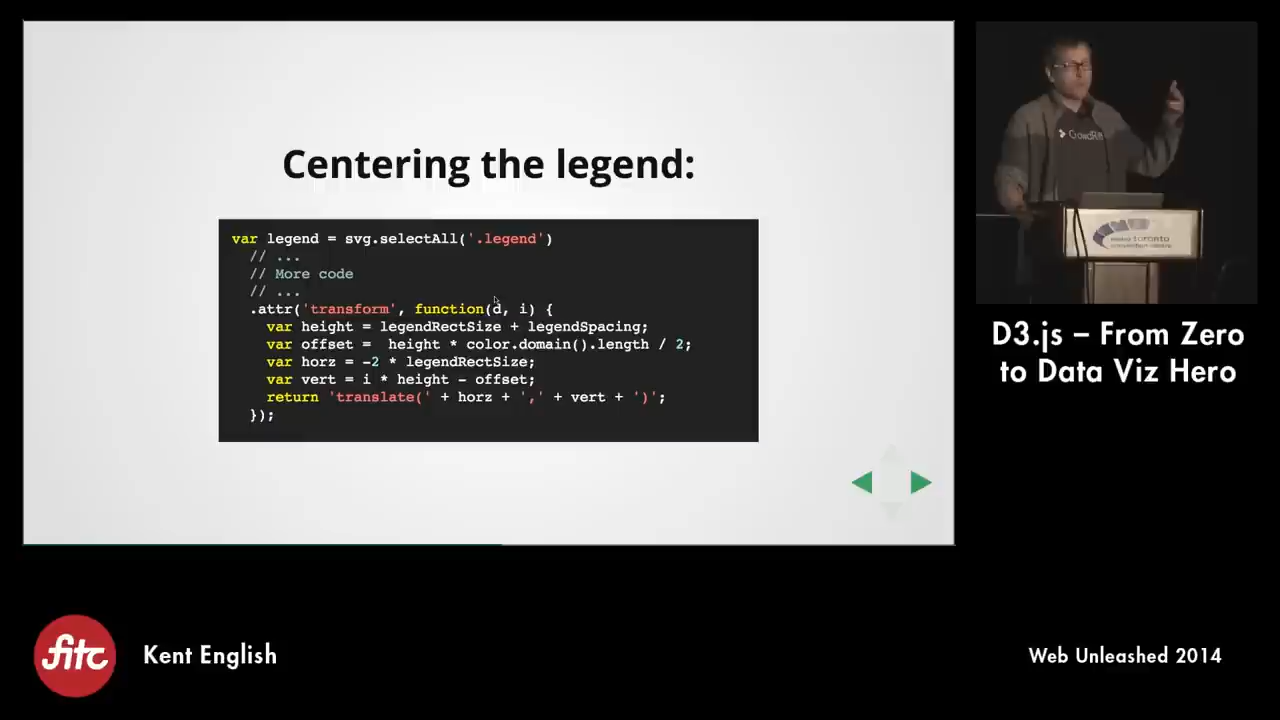 Centering the legend:
var legend = svg.selectAll('.legend')
// ...
// More code
// ...
.attr('transform', function(d, i) {
var height = legendRectSize + legendSpacing;
var offset =  height * color.domain().length / 2;
var horz = -2 * legendRectSize;
var vert = i * height - offset;
return 'translate(' + horz + ',' + vert + ')';
});
D3.js – From Zero
to Data Viz Hero
fitc
Kent English
Web Unleashed 2014